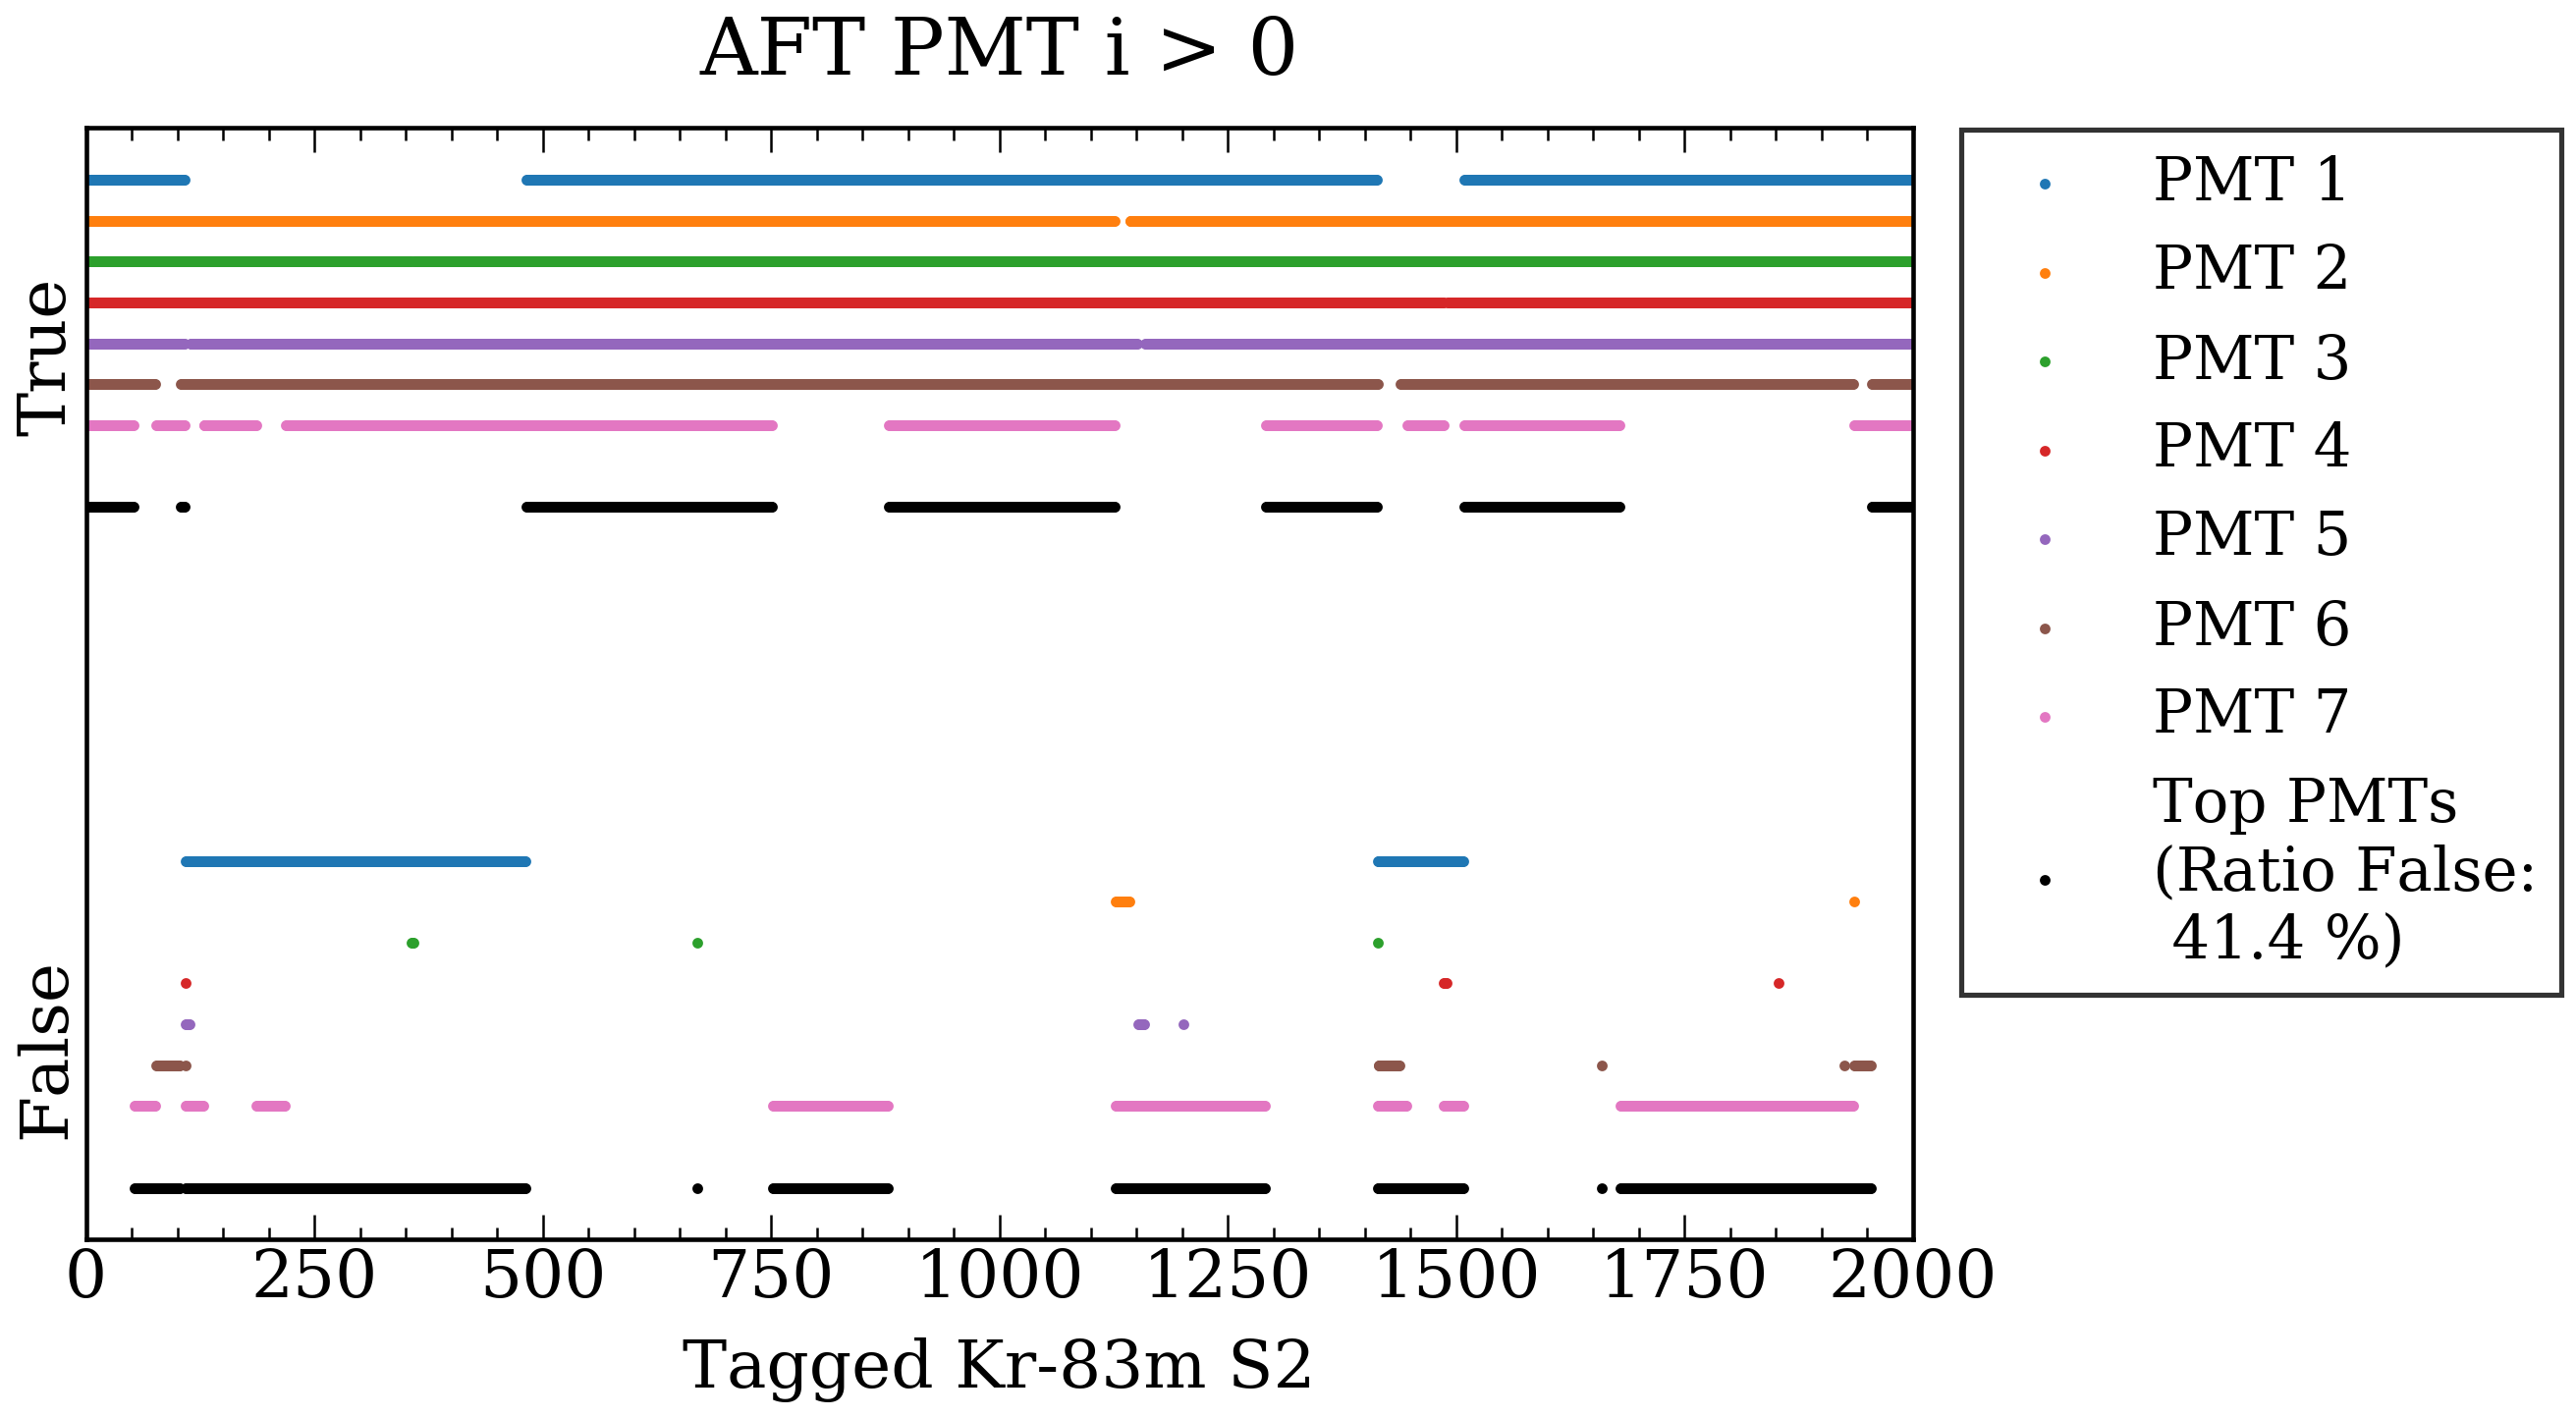 AFT PMT i > 0
True
False
0 250 500 750 1000 1250 1500 1750 2000
Tagged Kr-83m S2
PMT 1
PMT 2
PMT 3
PMT 4
PMT 5
PMT 6
PMT 7
Top PMTs
(Ratio False:
41.4 %)